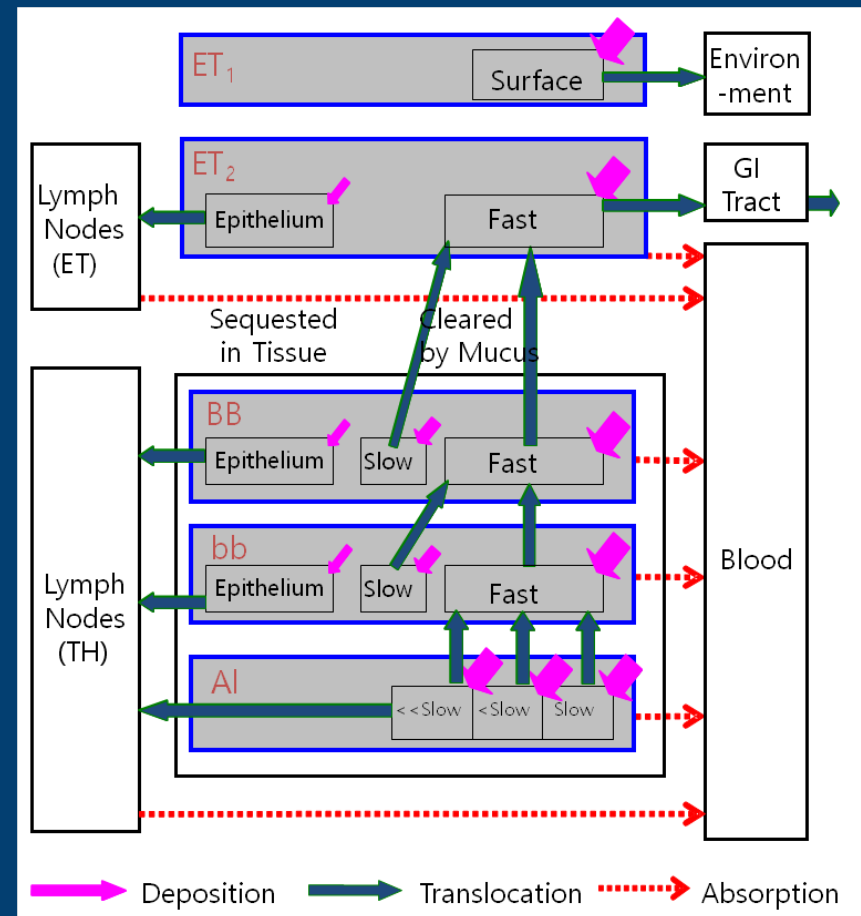 ET1
Surface
Environ
-ment
ET2
Epithelium
Fast
GI
Tract
Lymph
Nodes
(ET)
Sequested
in Tissue
Cleared
by Mucus
BB
Epithelium
Slow
Fast
bb
Epithelium
Slow
Fast
Lymph
Nodes
(TH)
Blood
AI
<<Slow
<Slow
Slow
Deposition
Translocation
Absorption